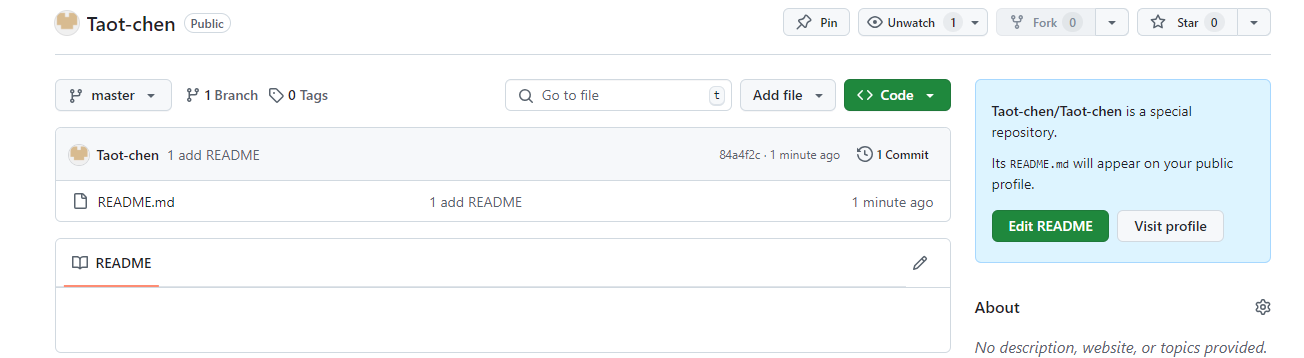 Taot-chen Public Pin Unwatch 1 Fork 0 Star 0
master 1 Branch 0 Tags Go to file t Add file Code
Taot-chen 1 add README 84a4f2c · 1 minute ago 1 Commit
README.md 1 add README 1 minute ago
README
Taot-chen/Taot-chen is a special
repository.
Its README.md will appear on your public
profile.
Edit README Visit profile
About
No description, website, or topics provided.